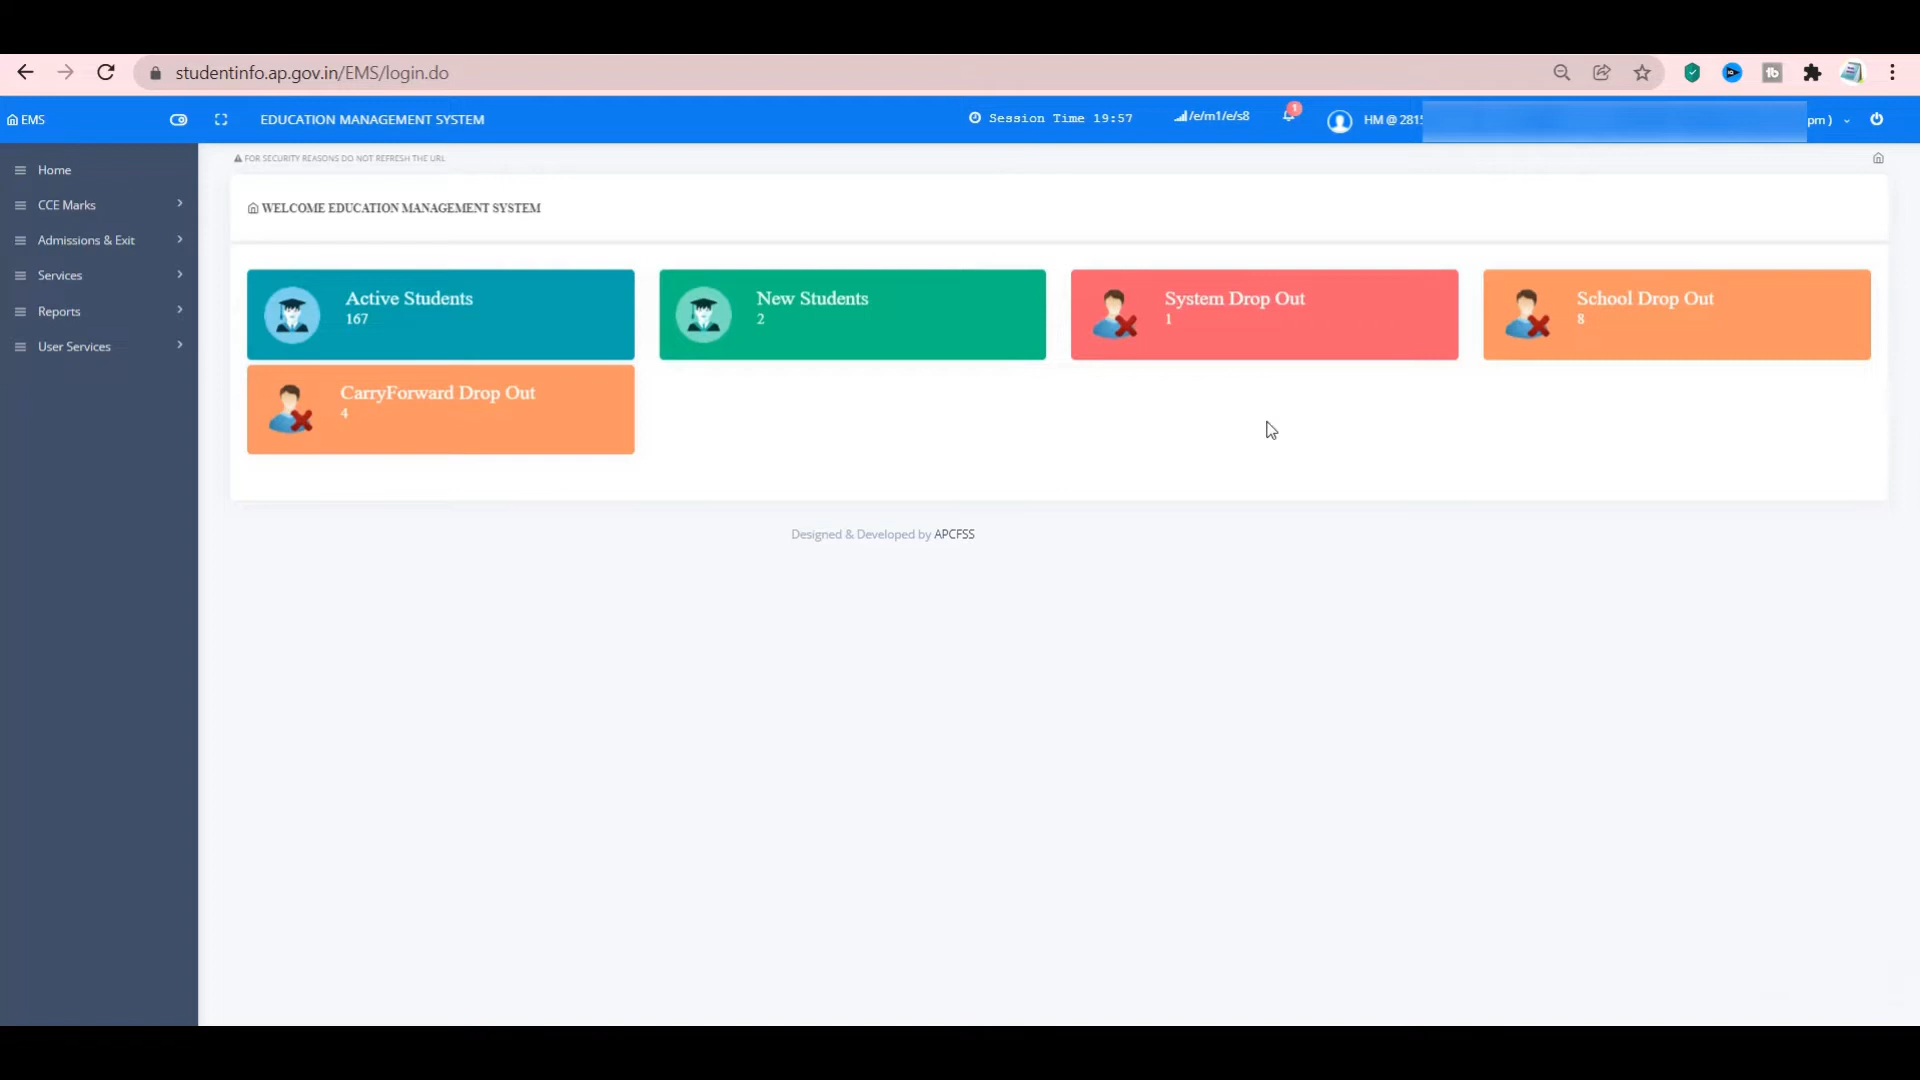 studentinfo.ap.gov.in/EMS/login.do
EMS
EDUCATION MANAGEMENT SYSTEM
Session Time 19:57
/e/m1/e/s8
1
HM @ 2815
pm )
Home
CCE Marks
Admissions & Exit
Services
Reports
User Services
FOR SECURITY REASONS DO NOT REFRESH THE URL
WELCOME EDUCATION MANAGEMENT SYSTEM
Active Students
167
New Students
2
System Drop Out
1
School Drop Out
8
CarryForward Drop Out
4
Designed & Developed by APCFSS